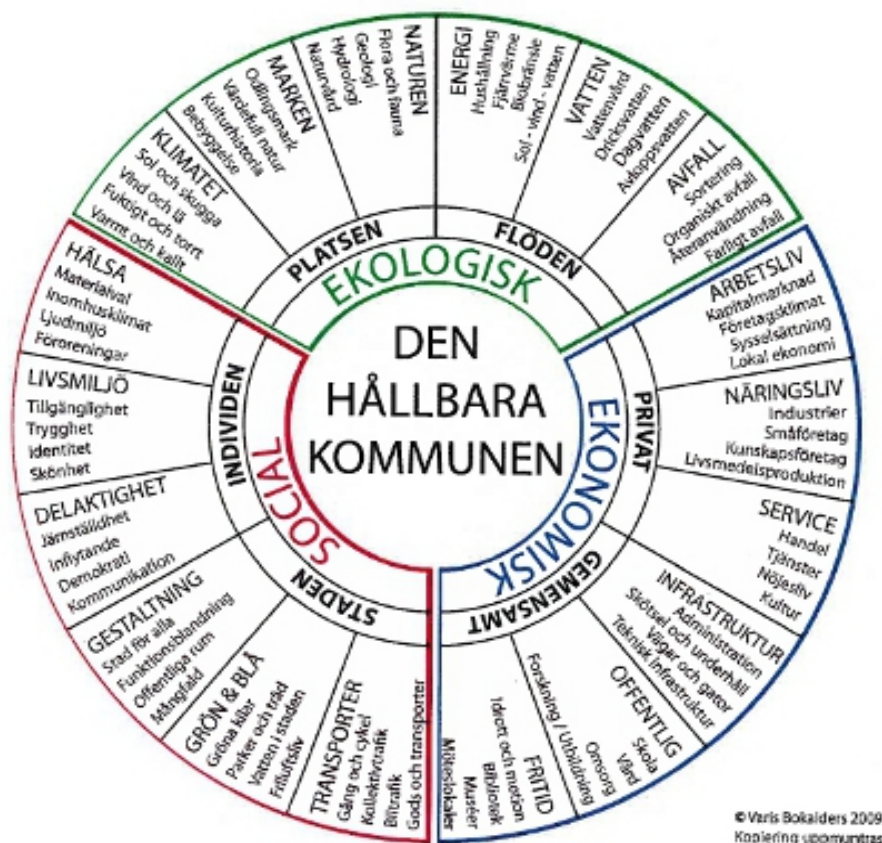 DEN
HÅLLBARA
KOMMUNEN
EKOLOGISK
PLATSEN
KLIMATET
Sol och skugga
Vind och lä
Fuktigt och torrt
Varmt och kallt
MARKEN
Odlingsmark
Värdefull natur
Kulturhistoria
Bebyggelse
NATUREN
Flora och fauna
Geologi
Hydrologi
Naturvård
FLÖDEN
ENERGI
Hushållning
Fjärrvärme
Biobränsle
Sol - vind - vatten
VATTEN
Vattenvård
Dricksvatten
Dagvatten
Avloppsvatten
AVFALL
Sortering
Organiskt avfall
Återanvändning
Farligt avfall
EKONOMISK
PRIVAT
ARBETSLIV
Kapitalmarknad
Företagsklimat
Sysselsättning
Lokal ekonomi
NÄRINGSLIV
Industrier
Småföretag
Kunskapsföretag
Livsmedelsproduktion
SERVICE
Handel
Tjänster
Nöjesliv
Kultur
GEMENSAMT
INFRASTRUKTUR
Administration
Skötsel och underhåll
Vägar och gator
Teknisk infrastruktur
OFFENTLIG
Skola
Vård
Omsorg
Forskning / Utbildning
FRITID
Idrott och motion
Bibliotek
Muséer
Möteslokaler
SOCIAL
STADEN
TRANSPORTER
Gång och cykel
Kollektivtrafik
Biltrafik
Gods och transporter
GRÖN & BLÅ
Gröna kilar
Parker och träd
Vatten i staden
Friluftsliv
GESTALTNING
Stad för alla
Funktionsblandning
Offentliga rum
Mångfald
INDIVIDEN
DELAKTIGHET
Jämställdhet
Inflytande
Demokrati
Kommunikation
LIVSMILJÖ
Tillgänglighet
Trygghet
Identitet
Skönhet
HÄLSA
Materialval
Inomhusklimat
Ljudmiljö
Föroreningar
© Varis Bokalders 2009
Kopiering uppmuntras